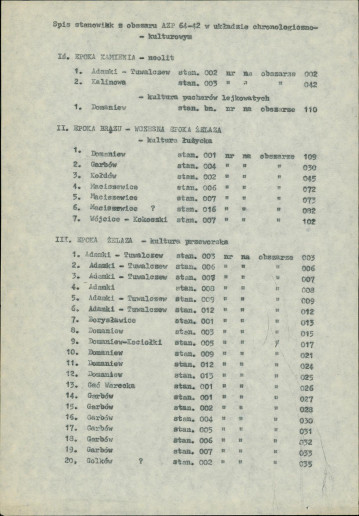 Spis stanowisk z obszaru AZP 64-42 w układzie chronologiczno-
- kulturowym
I. EPOKA KAMIENIA - neolit
1. Adamki - Tuwalczew stan. 002 nr na obszarze 002
2. Kalinowa stan. 003 " " " 042
- kultura pucharów lejkowatych
1. Domaniew stan. bn. nr na obszarze 110
II. EPOKA BRĄZU - WCZESNA EPOKA ŻELAZA
- kultura łużycka
1. Domaniew stan. 001 nr na obszarze 109
2. Garbów stan. 004 " " " 030
3. Kołdów stan. 002 " " " 045
4. Maciszewice stan. 006 " " " 072
5. Maciszewice stan. 007 " " " 073
6. Maciszewice ? stan. 016 " " " 082
7. Wójcice - Kokoszki stan. 007 " " " 102
III. EPOKA ŻELAZA - kultura przeworska
1. Adamki - Tuwalczew stan. 003 nr na obszarze 003
2. Adamki - Tuwalczew stan. 006 " " " 006
3. Adamki - Tuwalczew stan. 007 " " " 007
4. Adamki stan. 008 " " " 008
5. Adamki - Tuwalczew stan. 009 " " " 009
6. Adamki - Tuwalczew stan. 012 " " " 012
7. Borysławice stan. 001 " " " 013
8. Domaniew stan. 003 " " " 015
9. Domaniew-Kociołki stan. 005 " " " 017
10. Domaniew stan. 009 " " " 021
11. Domaniew stan. 012 " " " 024
12. Domaniew stan. 013 " " " 025
13. Gać Warecka stan. 001 " " " 026
14. Garbów stan. 001 " " " 027
15. Garbów stan. 002 " " " 028
16. Garbów stan. 004 " " " 030
17. Garbów stan. 005 " " " 031
18. Garbów stan. 006 " " " 032
19. Garbów stan. 007 " " " 033
20. Golków ? stan. 002 " " " 035